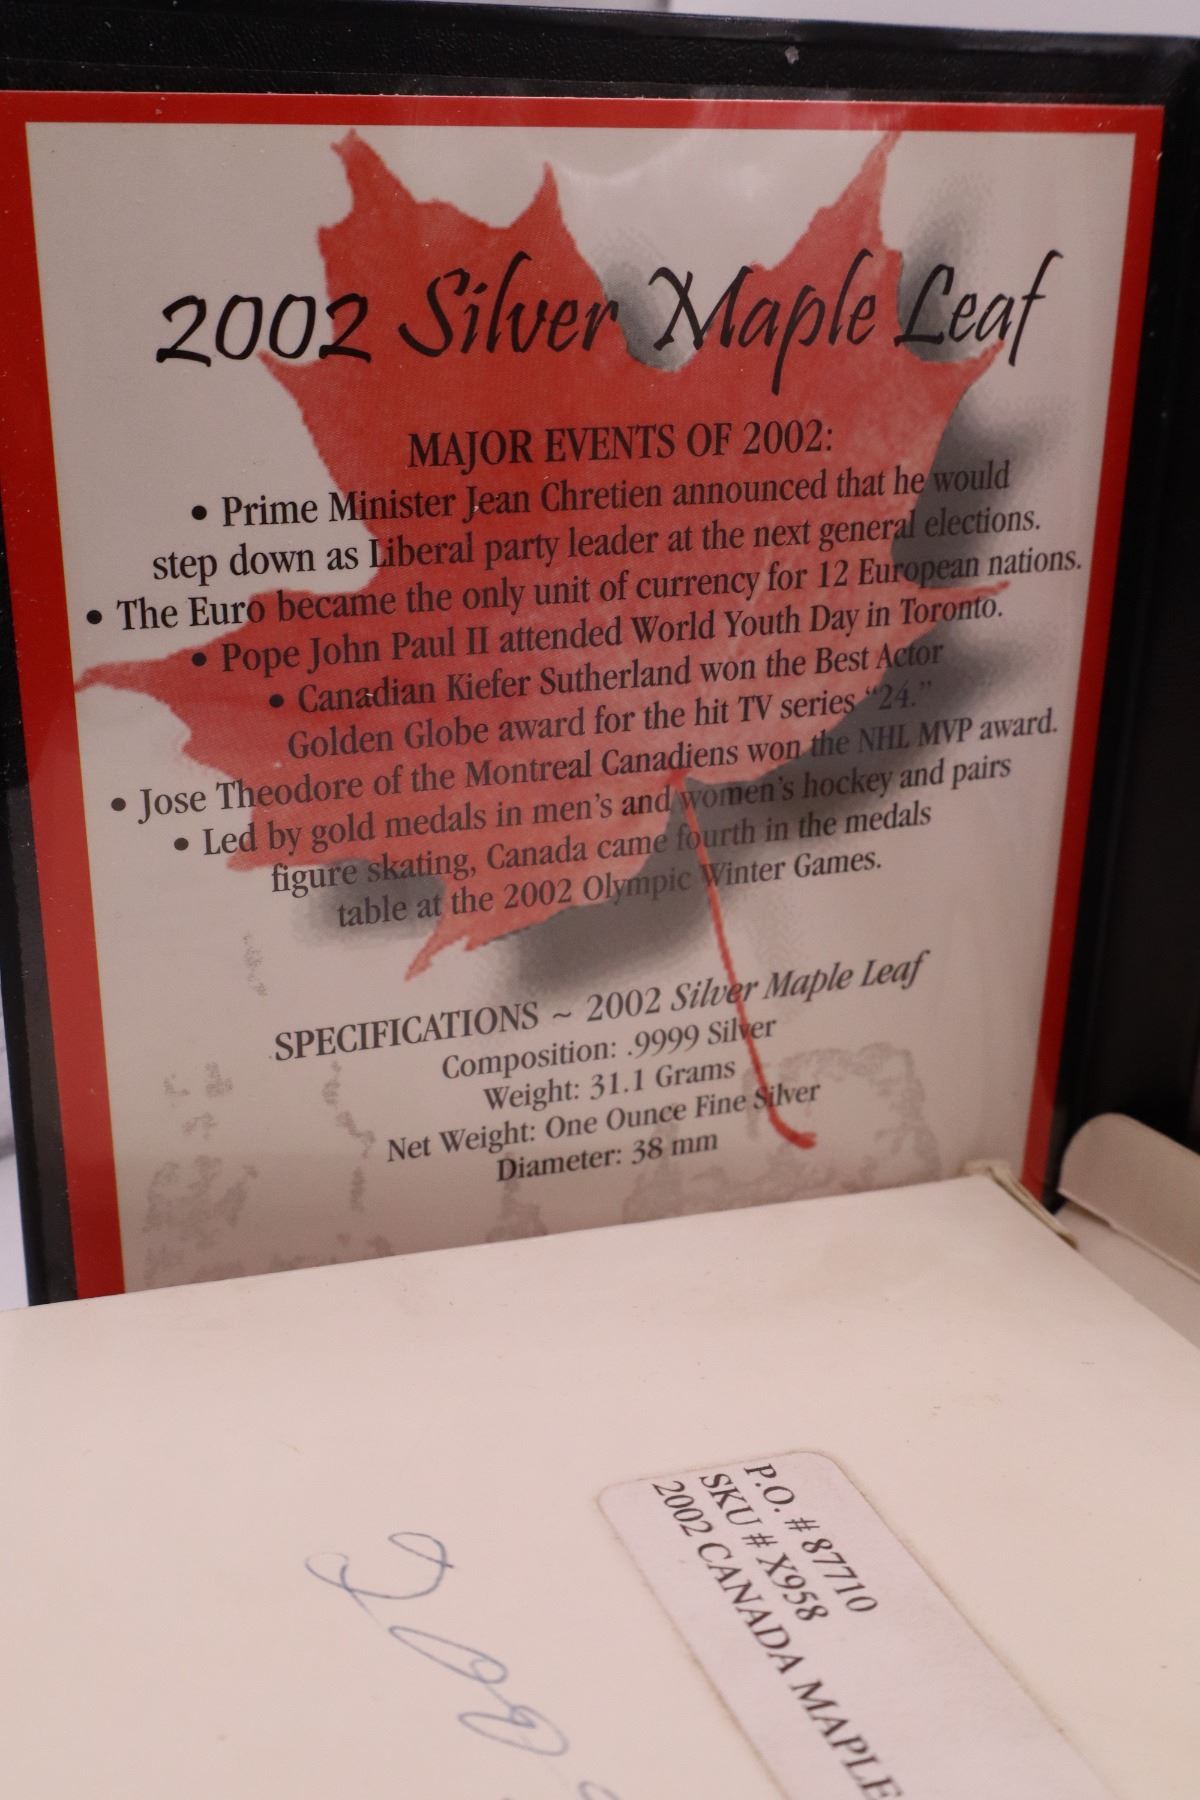 2002 Silver Maple Leaf
MAJOR EVENTS OF 2002:
• Prime Minister Jean Chretien announced that he would
step down as Liberal party leader at the next general elections.
• The Euro became the only unit of currency for 12 European nations.
• Pope John Paul II attended World Youth Day in Toronto.
• Canadian Kiefer Sutherland won the Best Actor
Golden Globe award for the hit TV series “24.”
• Jose Theodore of the Montreal Canadiens won the NHL MVP award.
• Led by gold medals in men's and women's hockey and pairs
figure skating, Canada came fourth in the medals
table at the 2002 Olympic Winter Games.
SPECIFICATIONS ~ 2002 Silver Maple Leaf
Composition: .9999 Silver
Weight: 31.1 Grams
Net Weight: One Ounce Fine Silver
Diameter: 38 mm
P.O. # 87710
SKU # X958
2002 CANADA MAPLE